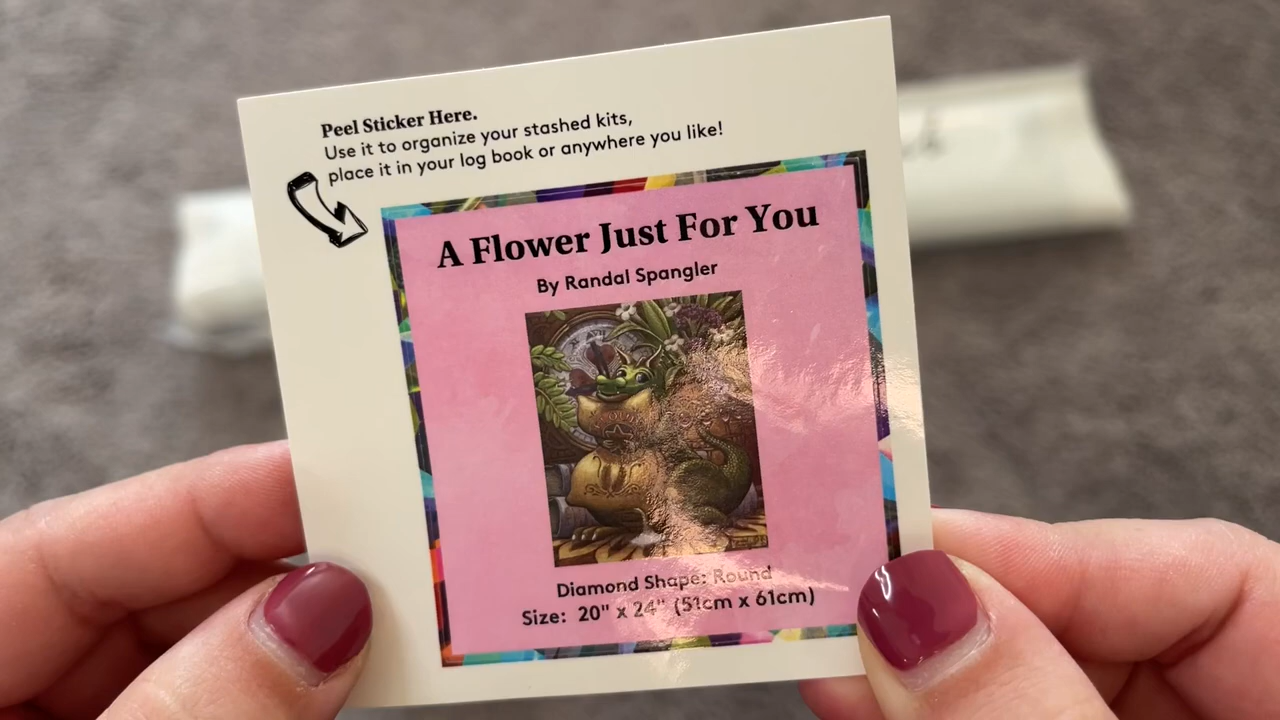 Peel Sticker Here.
Use it to organize your stashed kits,
place it in your log book or anywhere you like!
A Flower Just For You
By Randal Spangler
Diamond Shape: Round
Size: 20" x 24" (51cm x 61cm)